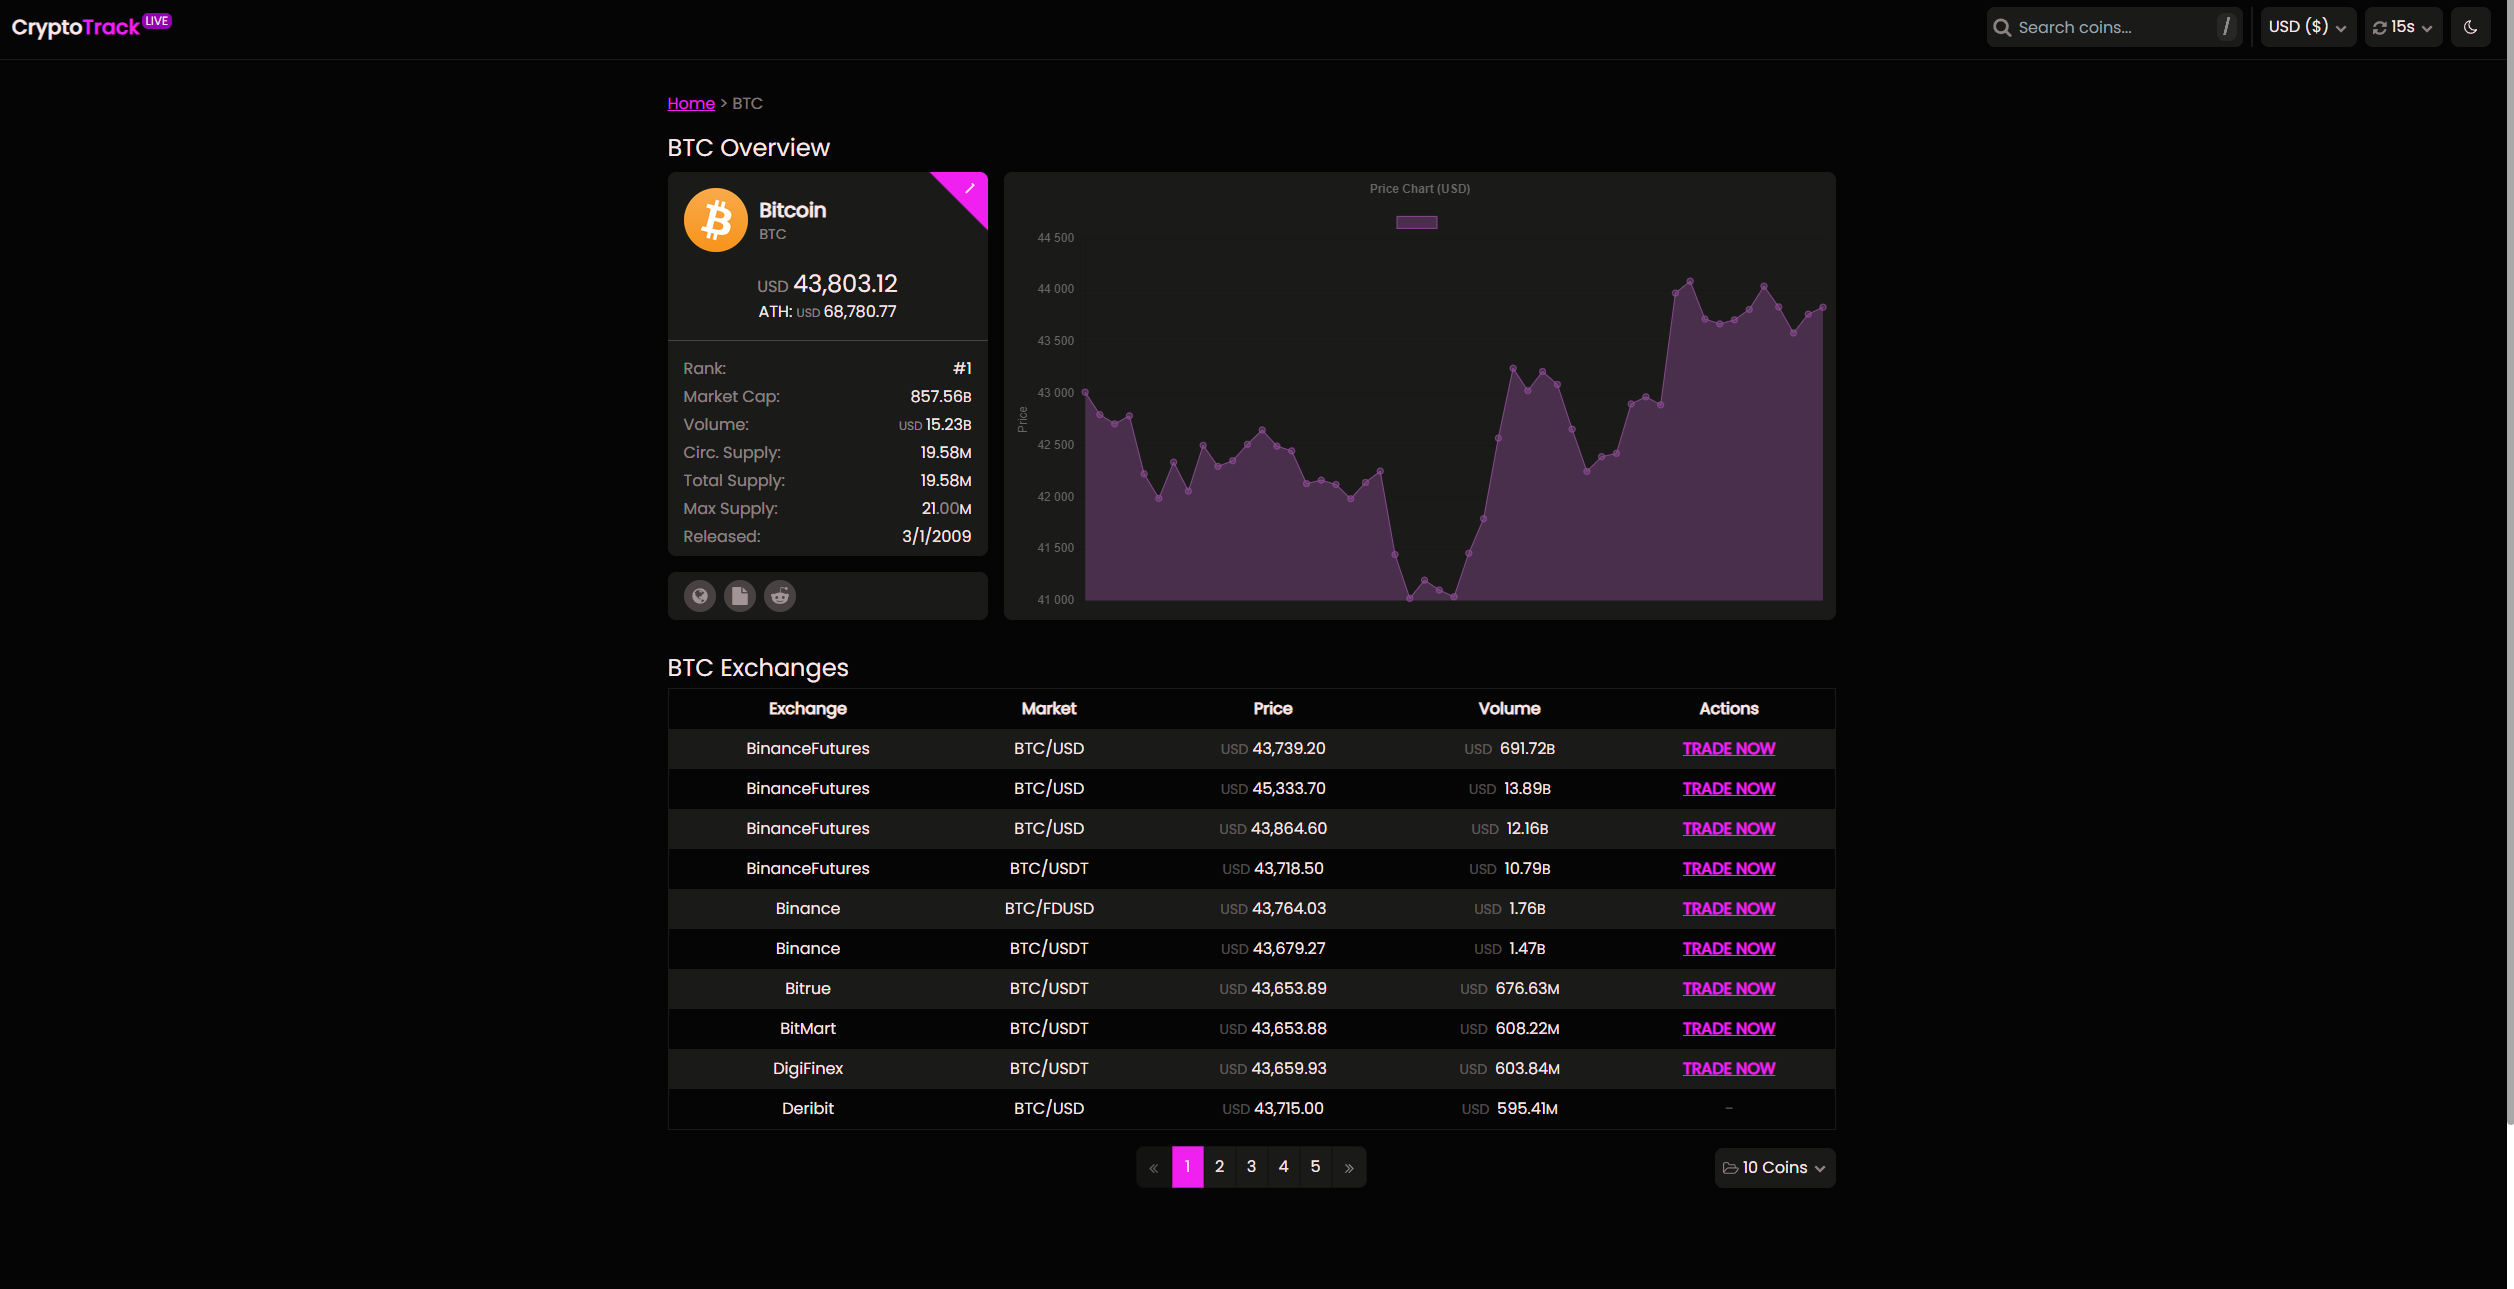 CryptoTrack LIVE
Search coins... /
USD ($)
15s
Home > BTC
BTC Overview
Bitcoin
BTC
USD 43,803.12
ATH: USD 68,780.77
Rank: #1
Market Cap: 857.56B
Volume: USD 15.23B
Circ. Supply: 19.58M
Total Supply: 19.58M
Max Supply: 21.00M
Released: 3/1/2009
Price Chart (USD)
44 500
44 000
43 500
43 000
42 500
42 000
41 500
41 000
Price
BTC Exchanges
Exchange Market Price Volume Actions
BinanceFutures BTC/USD USD 43,739.20 USD 691.72B TRADE NOW
BinanceFutures BTC/USD USD 45,333.70 USD 13.89B TRADE NOW
BinanceFutures BTC/USD USD 43,864.60 USD 12.16B TRADE NOW
BinanceFutures BTC/USDT USD 43,718.50 USD 10.79B TRADE NOW
Binance BTC/FDUSD USD 43,764.03 USD 1.76B TRADE NOW
Binance BTC/USDT USD 43,679.27 USD 1.47B TRADE NOW
Bitrue BTC/USDT USD 43,653.89 USD 676.63M TRADE NOW
BitMart BTC/USDT USD 43,653.88 USD 608.22M TRADE NOW
DigiFinex BTC/USDT USD 43,659.93 USD 603.84M TRADE NOW
Deribit BTC/USD USD 43,715.00 USD 595.41M -
« 1 2 3 4 5 »
10 Coins